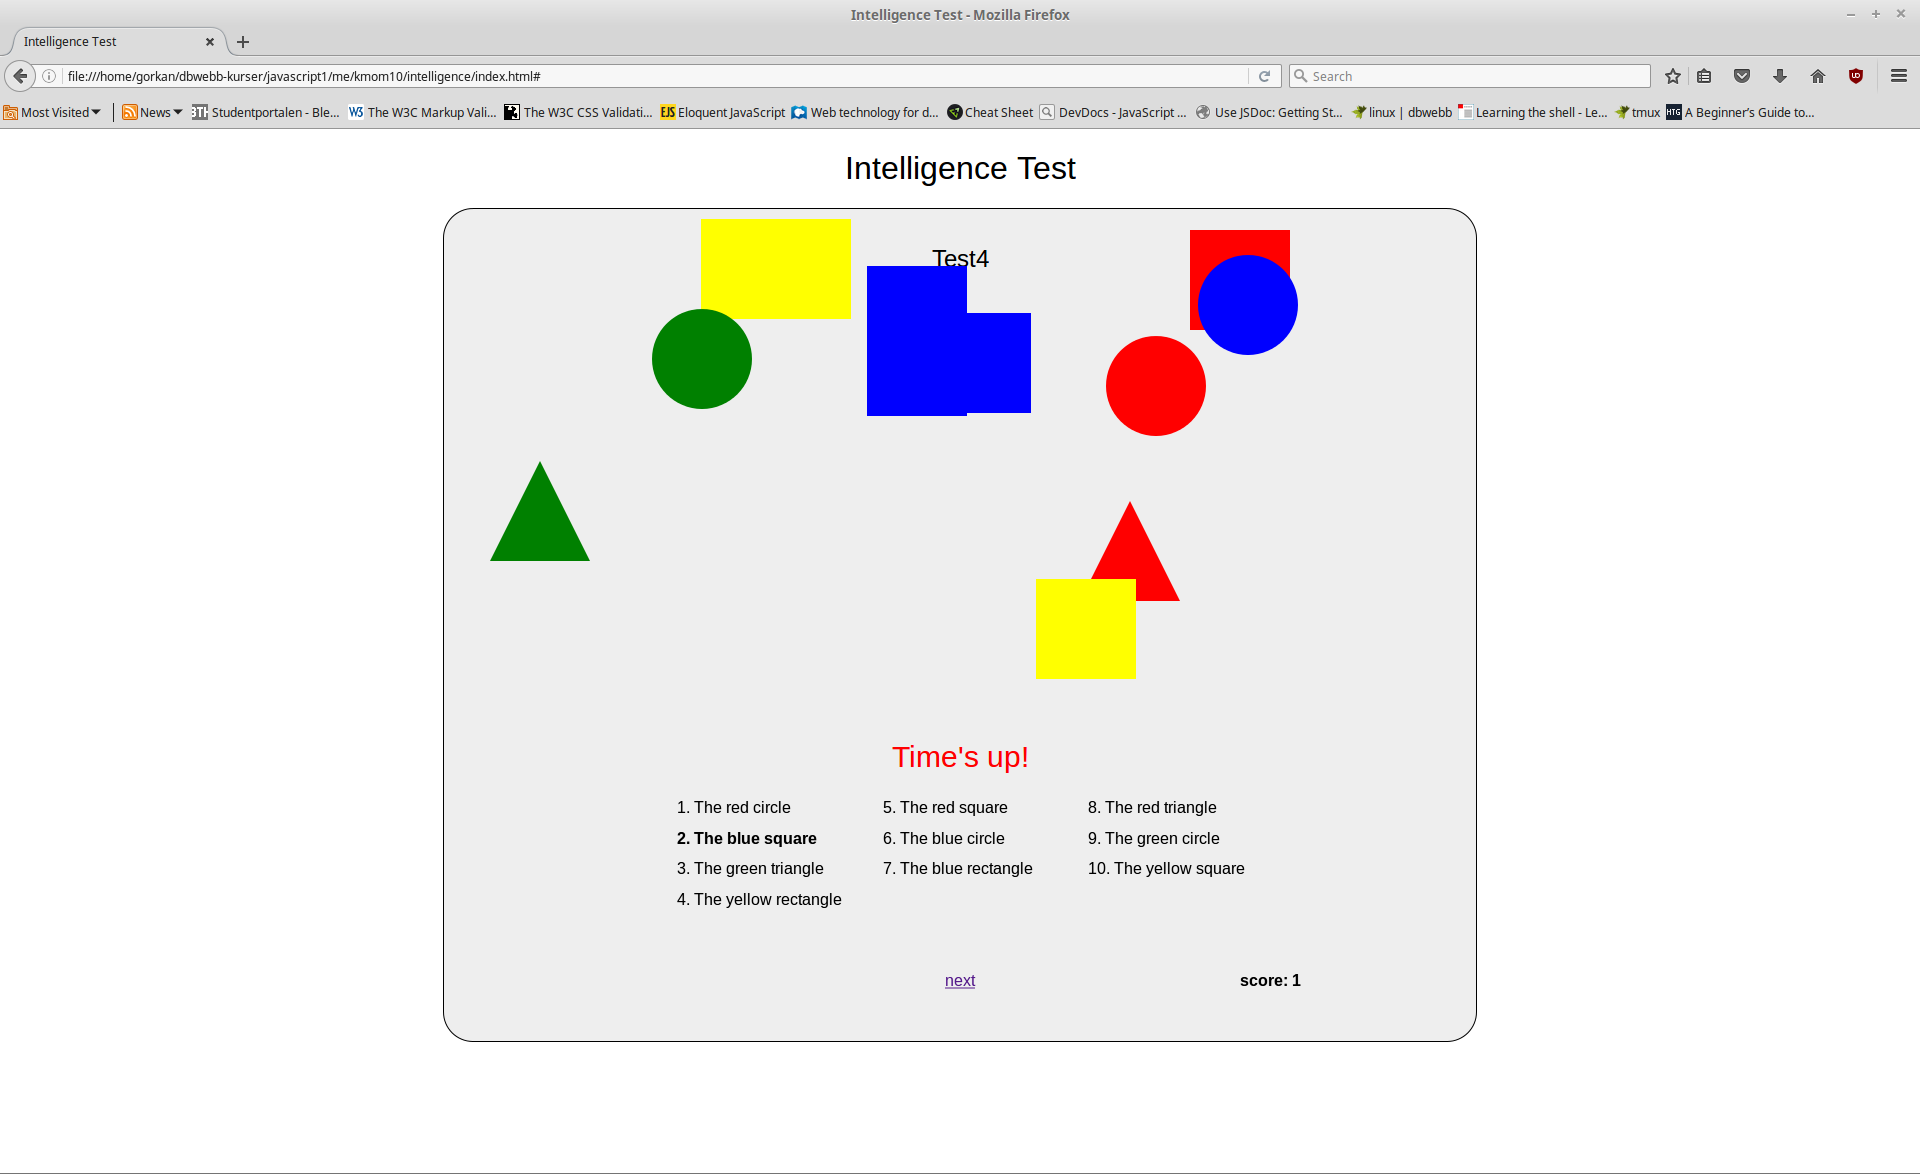 Intelligence Test - Mozilla Firefox
Intelligence Test
file:///home/gorkan/dbwebb-kurser/javascript1/me/kmom10/intelligence/index.html#
Search
Most Visited News Studentportalen - Ble... W3 The W3C Markup Vali... The W3C CSS Validati... EJS Eloquent JavaScript Web technology for d... Cheat Sheet DevDocs - JavaScript ... Use JSDoc: Getting St... linux | dbwebb Learning the shell - Le... tmux HTG A Beginner's Guide to...
Intelligence Test
Test4
Time's up!
1. The red circle 5. The red square 8. The red triangle
2. The blue square 6. The blue circle 9. The green circle
3. The green triangle 7. The blue rectangle 10. The yellow square
4. The yellow rectangle
next score: 1